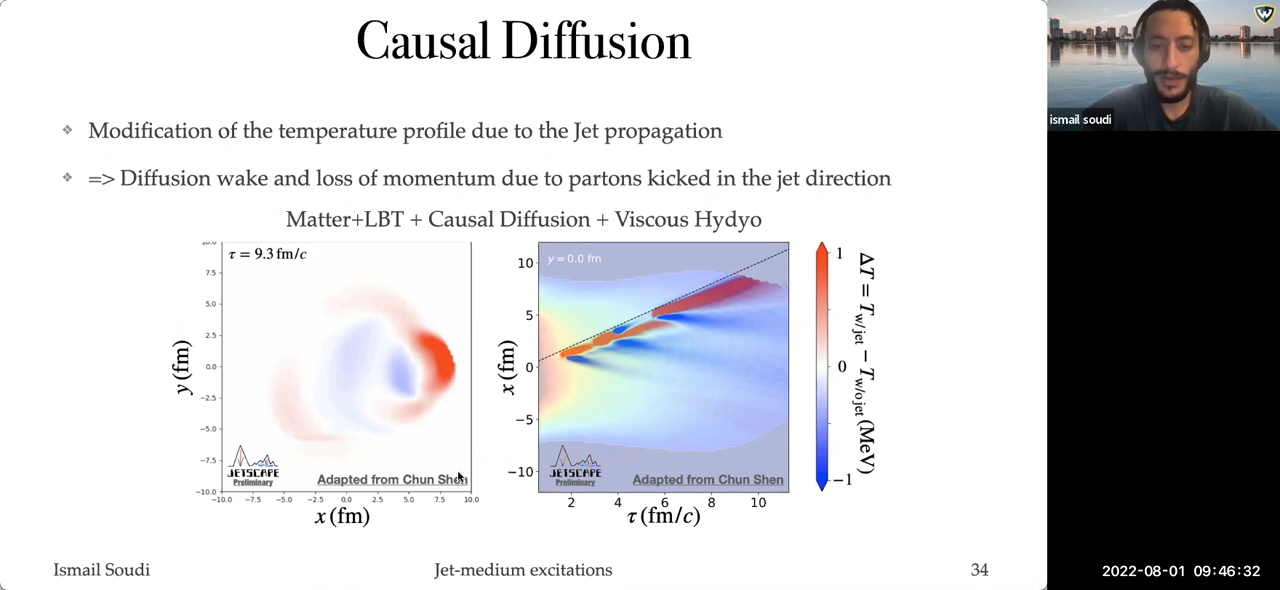 Causal Diffusion
❖ Modification of the temperature profile due to the Jet propagation
❖ => Diffusion wake and loss of momentum due to partons kicked in the jet direction
Matter+LBT + Causal Diffusion + Viscous Hydyo
τ = 9.3 fm/c
7.5
5.0
2.5
0.0
−2.5
−5.0
−7.5
−10.0
y (fm)
JETSCAPE
Preliminary
Adapted from Chun Shen
−10.0 −7.5 −5.0 −2.5 0.0 2.5 5.0 7.5 10.0
x (fm)
y = 0.0 fm
10
5
0
−5
−10
x (fm)
JETSCAPE
Preliminary
Adapted from Chun Shen
2 4 6 8 10
τ (fm/c)
1
0
−1
ΔT = T w/ jet − T w/o jet (MeV)
Ismail Soudi
Jet-medium excitations
34
ismail soudi
W
2022-08-01 09:46:32